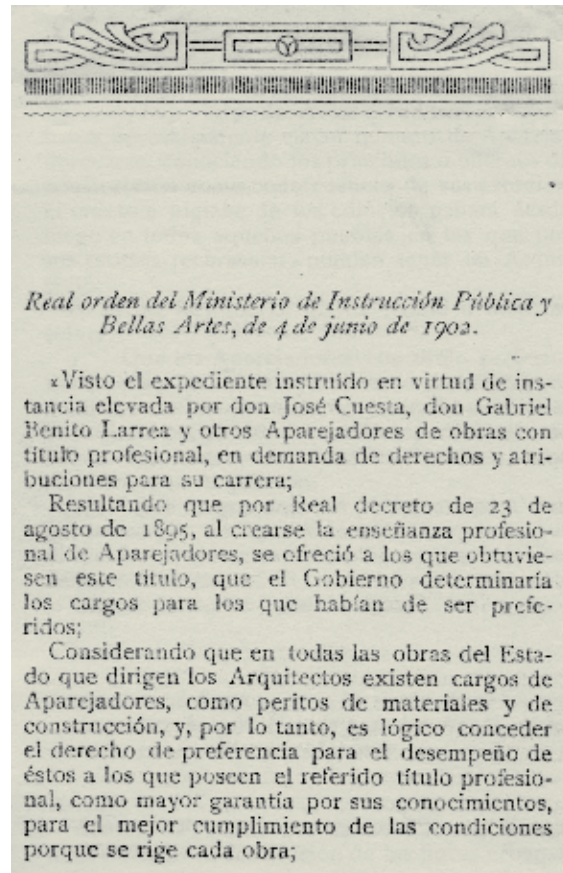 Real orden del Ministerio de Instrucción Pública y
Bellas Artes, de 4 de junio de 1902.
«Visto el expediente instruído en virtud de ins-
tancia elevada por don José Cuesta, don Gabriel
Benito Larrea y otros Aparejadores de obras con
título profesional, en demanda de derechos y atri-
buciones para su carrera;
Resultando que por Real decreto de 23 de
agosto de 1895, al crearse la enseñanza profesio-
nal de Aparejadores, se ofreció a los que obtuvie-
sen este título, que el Gobierno determinaría
los cargos para los que habían de ser prefe-
ridos;
Considerando que en todas las obras del Esta-
do que dirigen los Arquitectos existen cargos de
Aparejadores, como peritos de materiales y de
construcción, y, por lo tanto, es lógico conceder
el derecho de preferencia para el desempeño de
éstos a los que poseen el referido título profesio-
nal, como mayor garantía por sus conocimientos,
para el mejor cumplimiento de las condiciones
porque se rige cada obra;